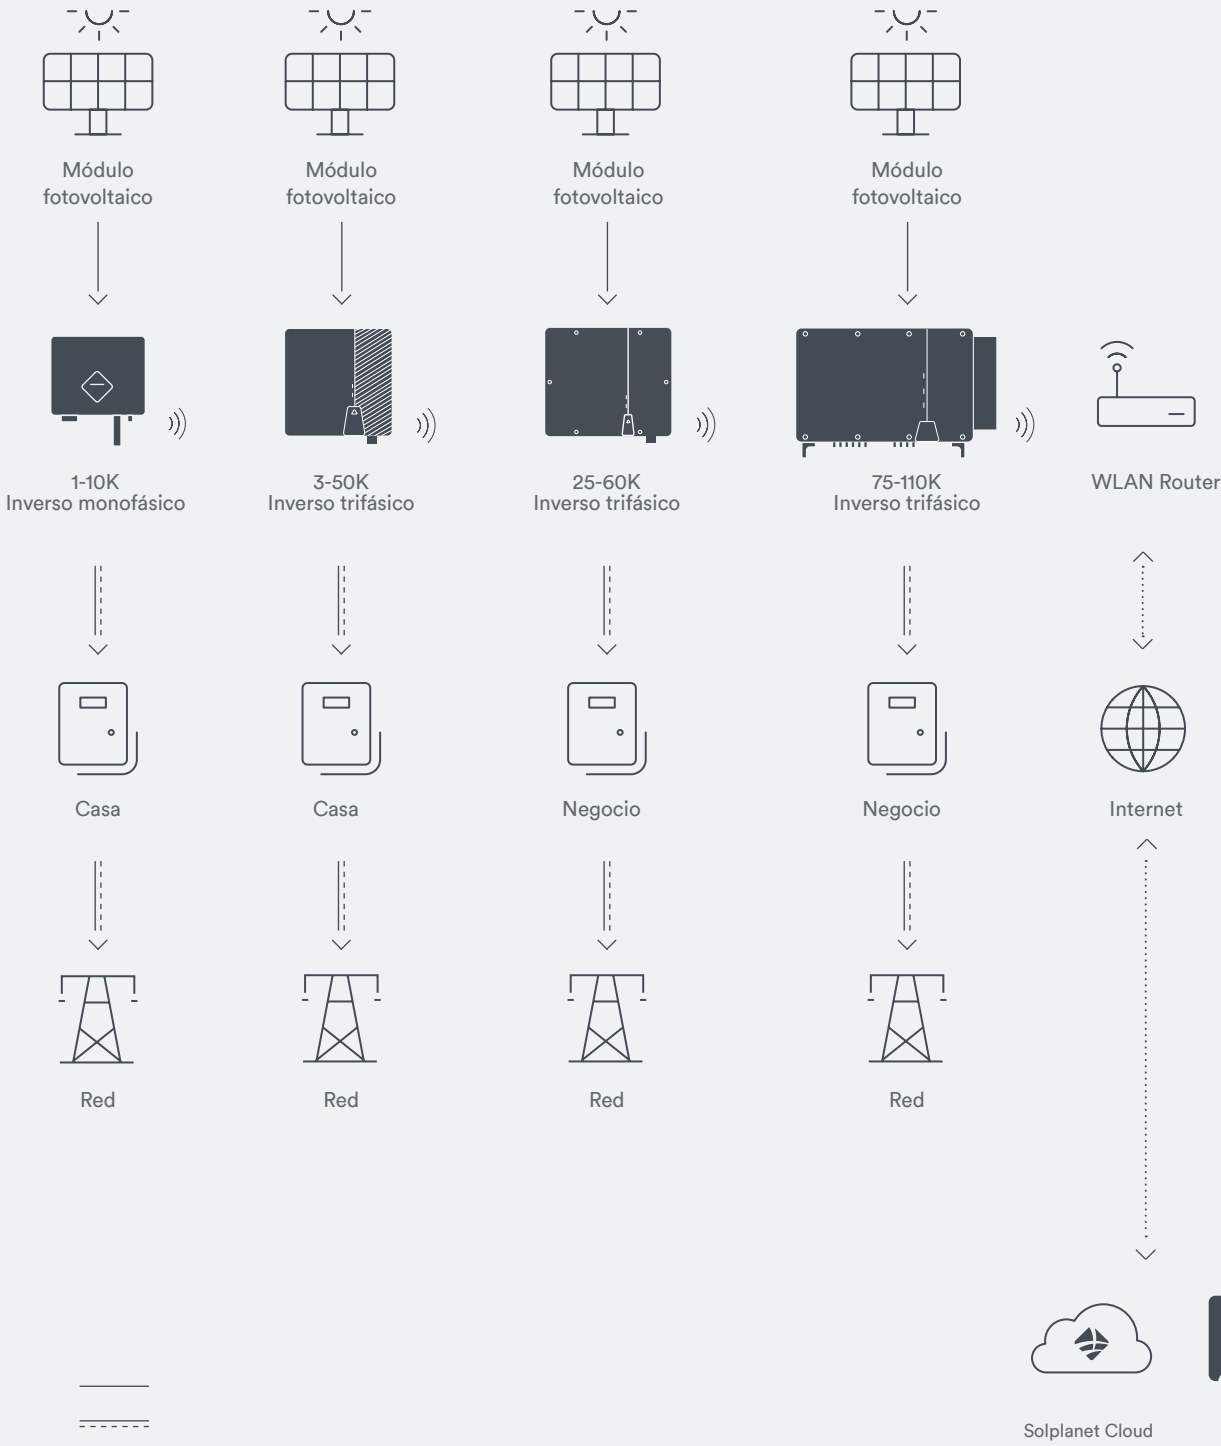 Módulo
fotovoltaico
Módulo
fotovoltaico
Módulo
fotovoltaico
Módulo
fotovoltaico
1-10K
Inverso monofásico
3-50K
Inverso trifásico
25-60K
Inverso trifásico
75-110K
Inverso trifásico
WLAN Router
Casa
Casa
Negocio
Negocio
Internet
Red
Red
Red
Red
Solplanet Cloud